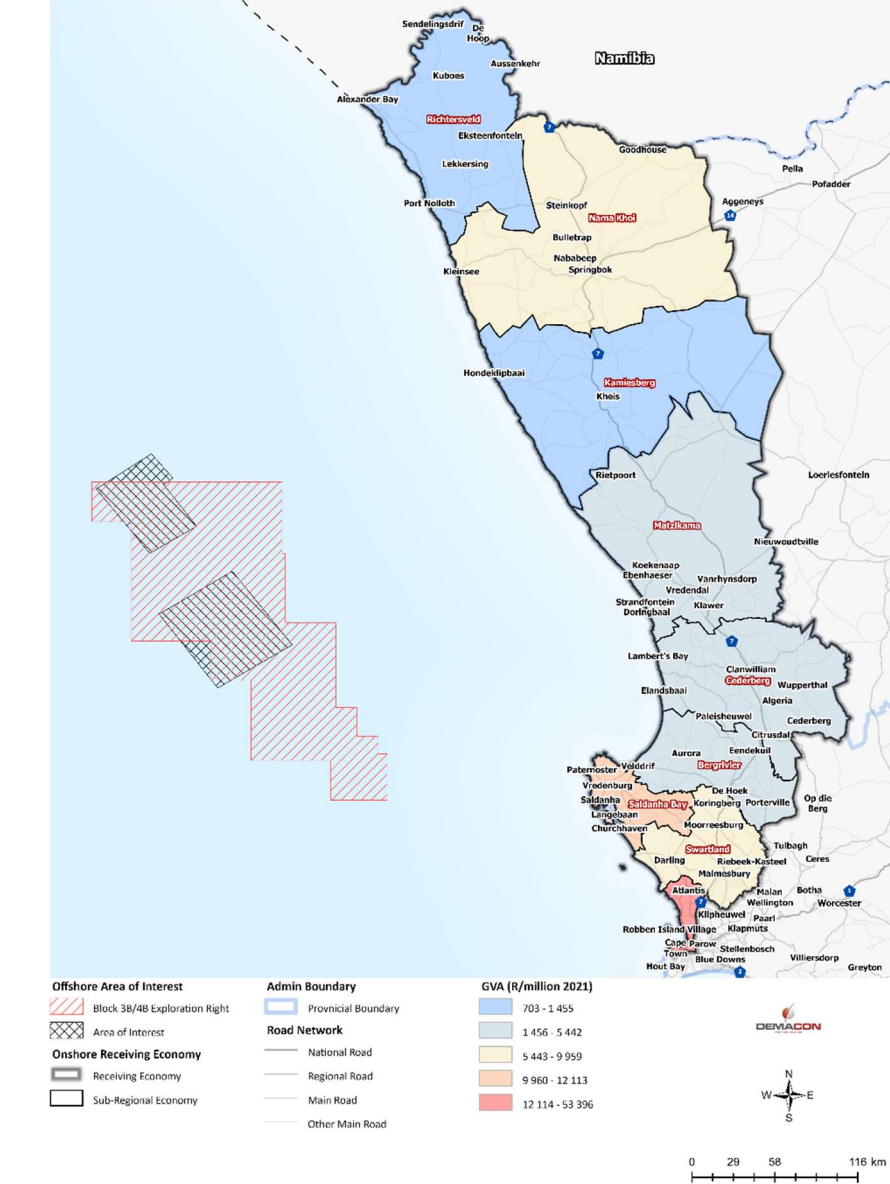 Sendelingsdrif
De
Hoop
Namibia
Aussenkehr
Kuboes
Alexander Bay
Richtersveld
7
Eksteenfontein
Goodhouse
Lekkersing
Pella
Pofadder
Port Nolloth
Steinkopf
Aggeneys
14
Nama Khoi
Bulletrap
Nababeep
Springbok
Kleinsee
7
Hondeklipbaai
Kamiesberg
Kheis
Rietpoort
Loeriesfontein
Matzikama
Nieuwoudtville
Koekenaap
Ebenhaeser
Vanrhynsdorp
Vredendal
Strandfontein
Klawer
Doringbaai
7
Lambert's Bay
Clanwilliam
Cederberg
Wupperthal
Elandsbaai
Algeria
Paleisheuwel
Cederberg
Citrusdal
Aurora
Eendekuil
Bergrivier
Velddrif
Paternoster
Vredenburg
De Hoek
Saldanha
Saldanha Bay
Koringberg
Porterville
Op die
Berg
Langebaan
Churchhaven
Moorreesburg
Swartland
Tulbagh
Darling
Riebeek-Kasteel
Ceres
Malmesbury
Atlantis
Malan
Botha
1
7
Wellington
Worcester
Klipheuwel
Paarl
Robben Island Village
Klapmuts
Cape
Town
Parow
Stellenbosch
Blue Downs
Villiersdorp
Hout Bay
2
Greyton
Offshore Area of Interest
Block 3B/4B Exploration Right
Area of Interest
Onshore Receiving Economy
Receiving Economy
Sub-Regional Economy
Admin Boundary
Provnicial Boundary
Road Network
National Road
Regional Road
Main Road
Other Main Road
GVA (R/million 2021)
703 - 1 455
1 456 - 5 442
5 443 - 9 959
9 960 - 12 113
12 114 - 53 396
DEMACON
N
W E
S
0 29 58 116 km